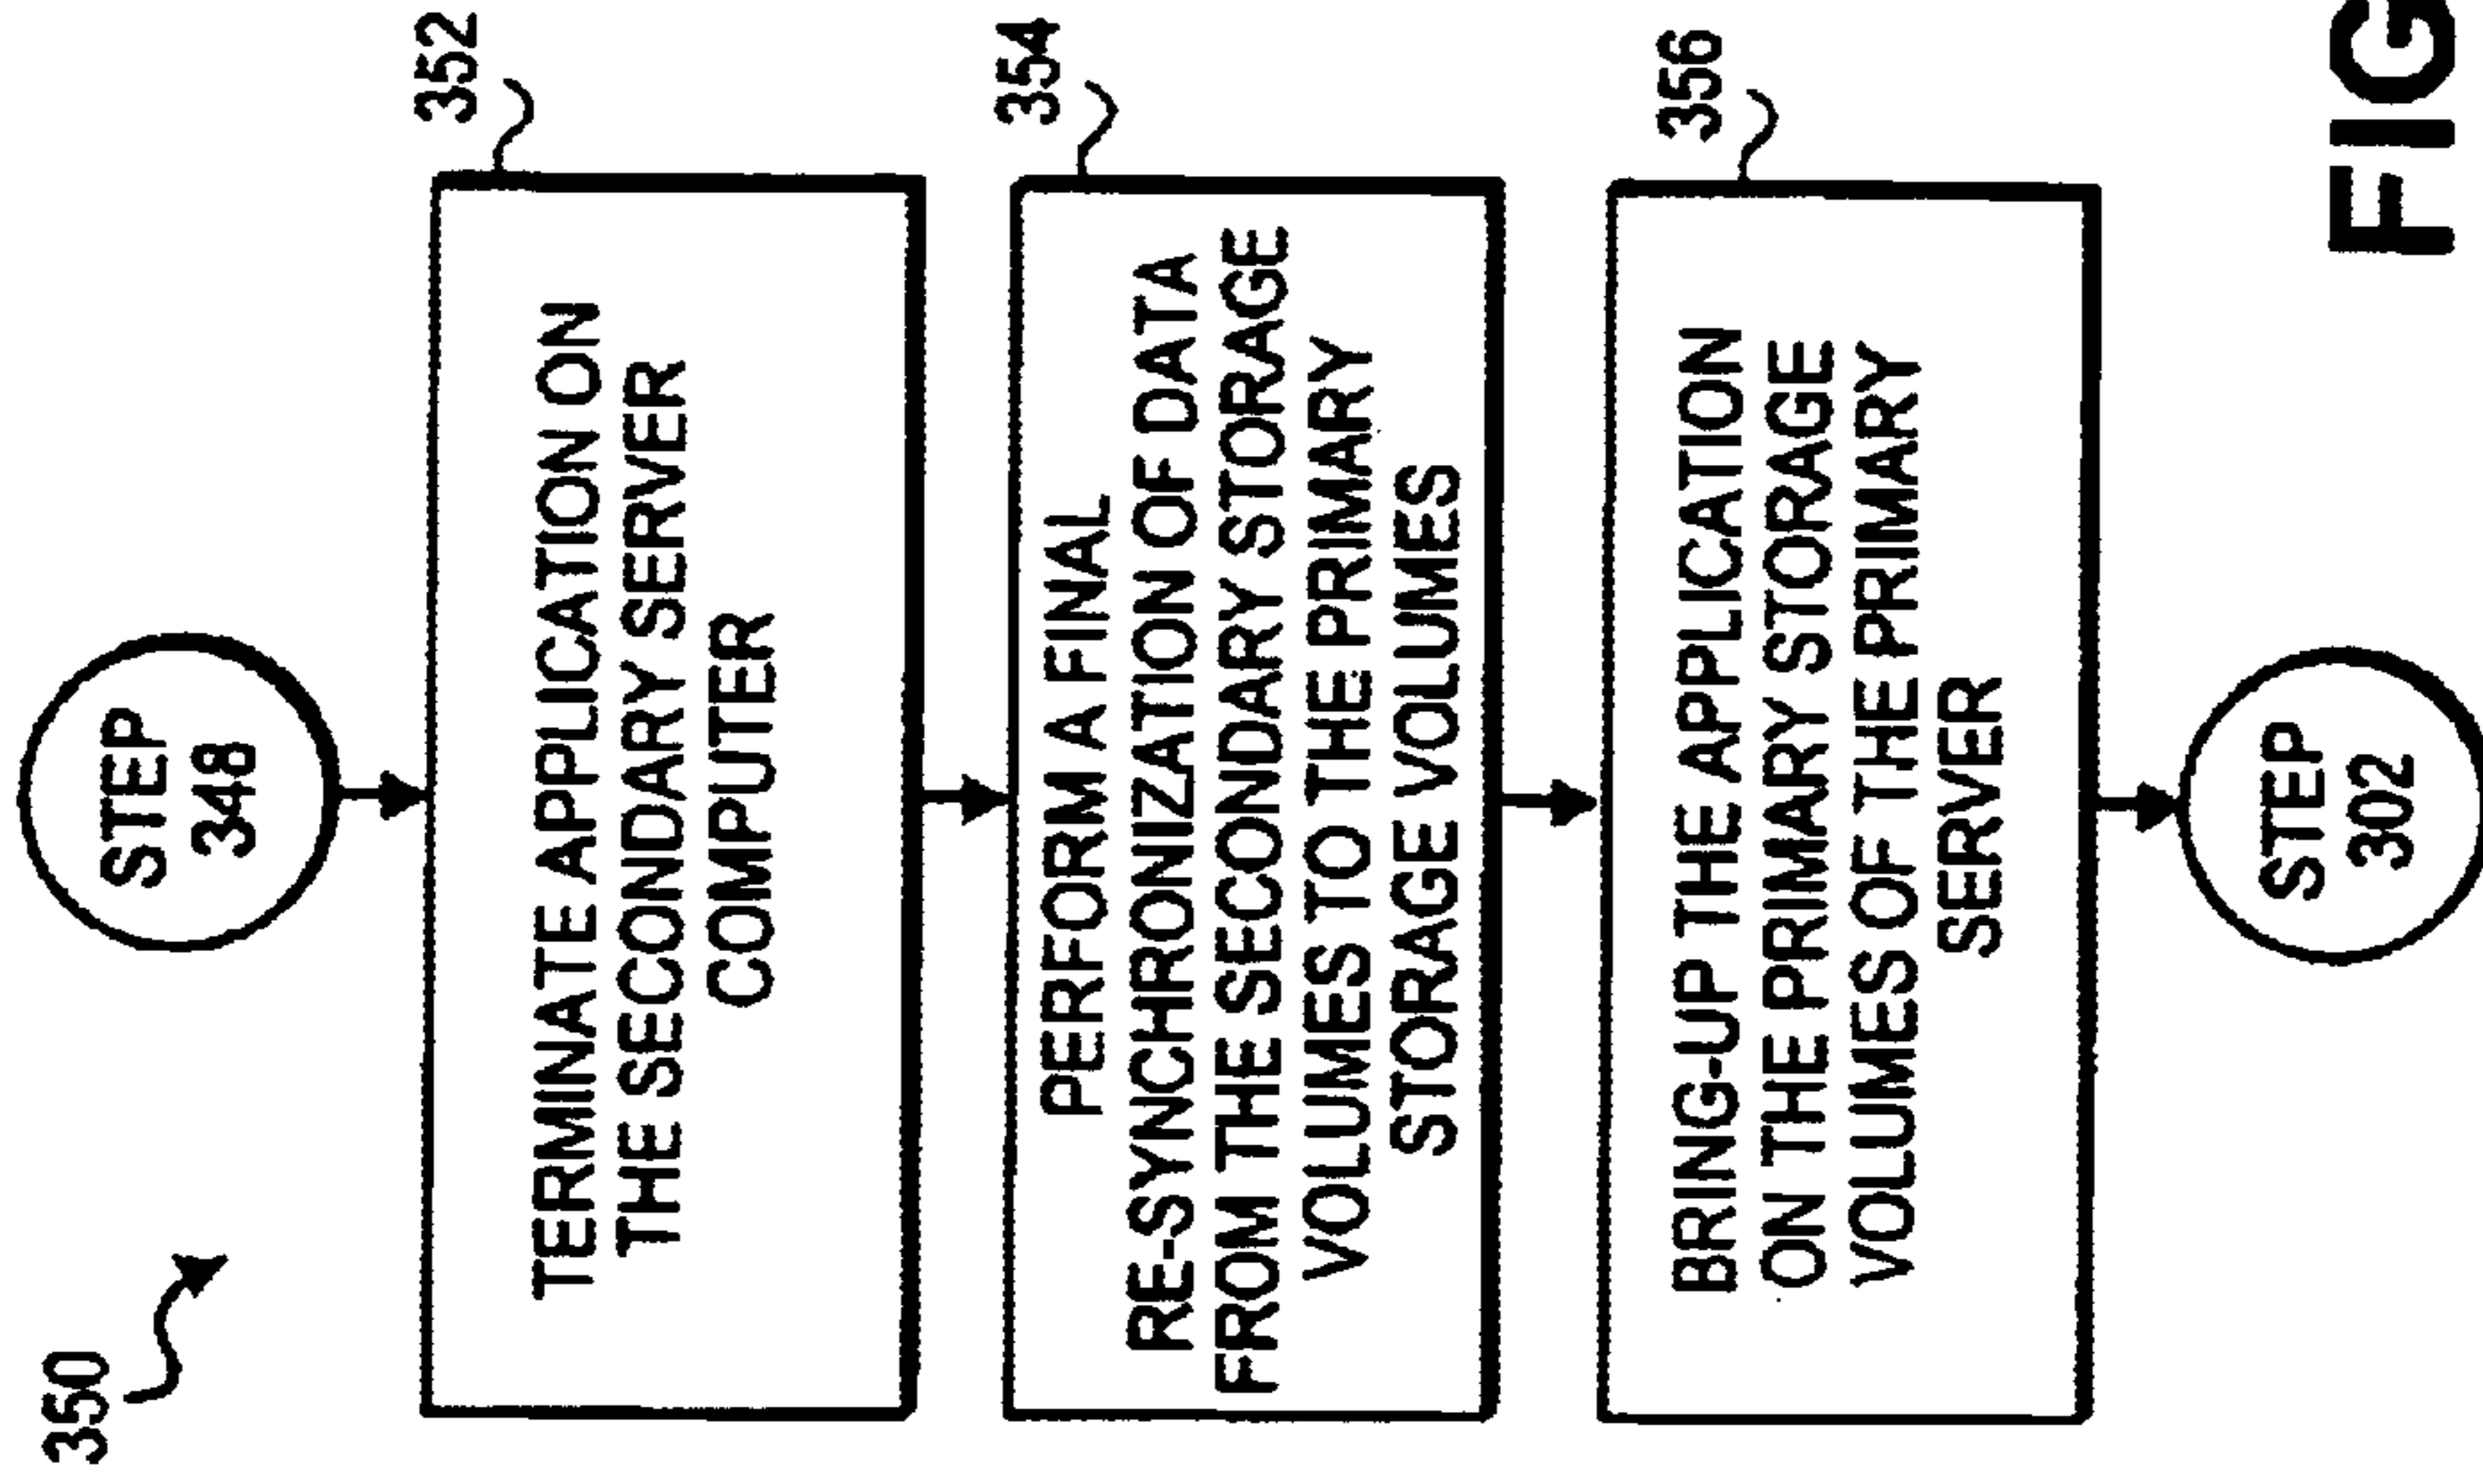 350
STEP
348
352
TERMINATE APPLICATION ON
THE SECONDARY SERVER
COMPUTER
354
PERFORM A FINAL
RE-SYNCHRONIZATION OF DATA
FROM THE SECONDARY STORAGE
VOLUMES TO THE PRIMARY
STORAGE VOLUMES
356
BRING-UP THE APPLICATION
ON THE PRIMARY STORAGE
VOLUMES OF THE PRIMARY
SERVER
STEP
302
FIG